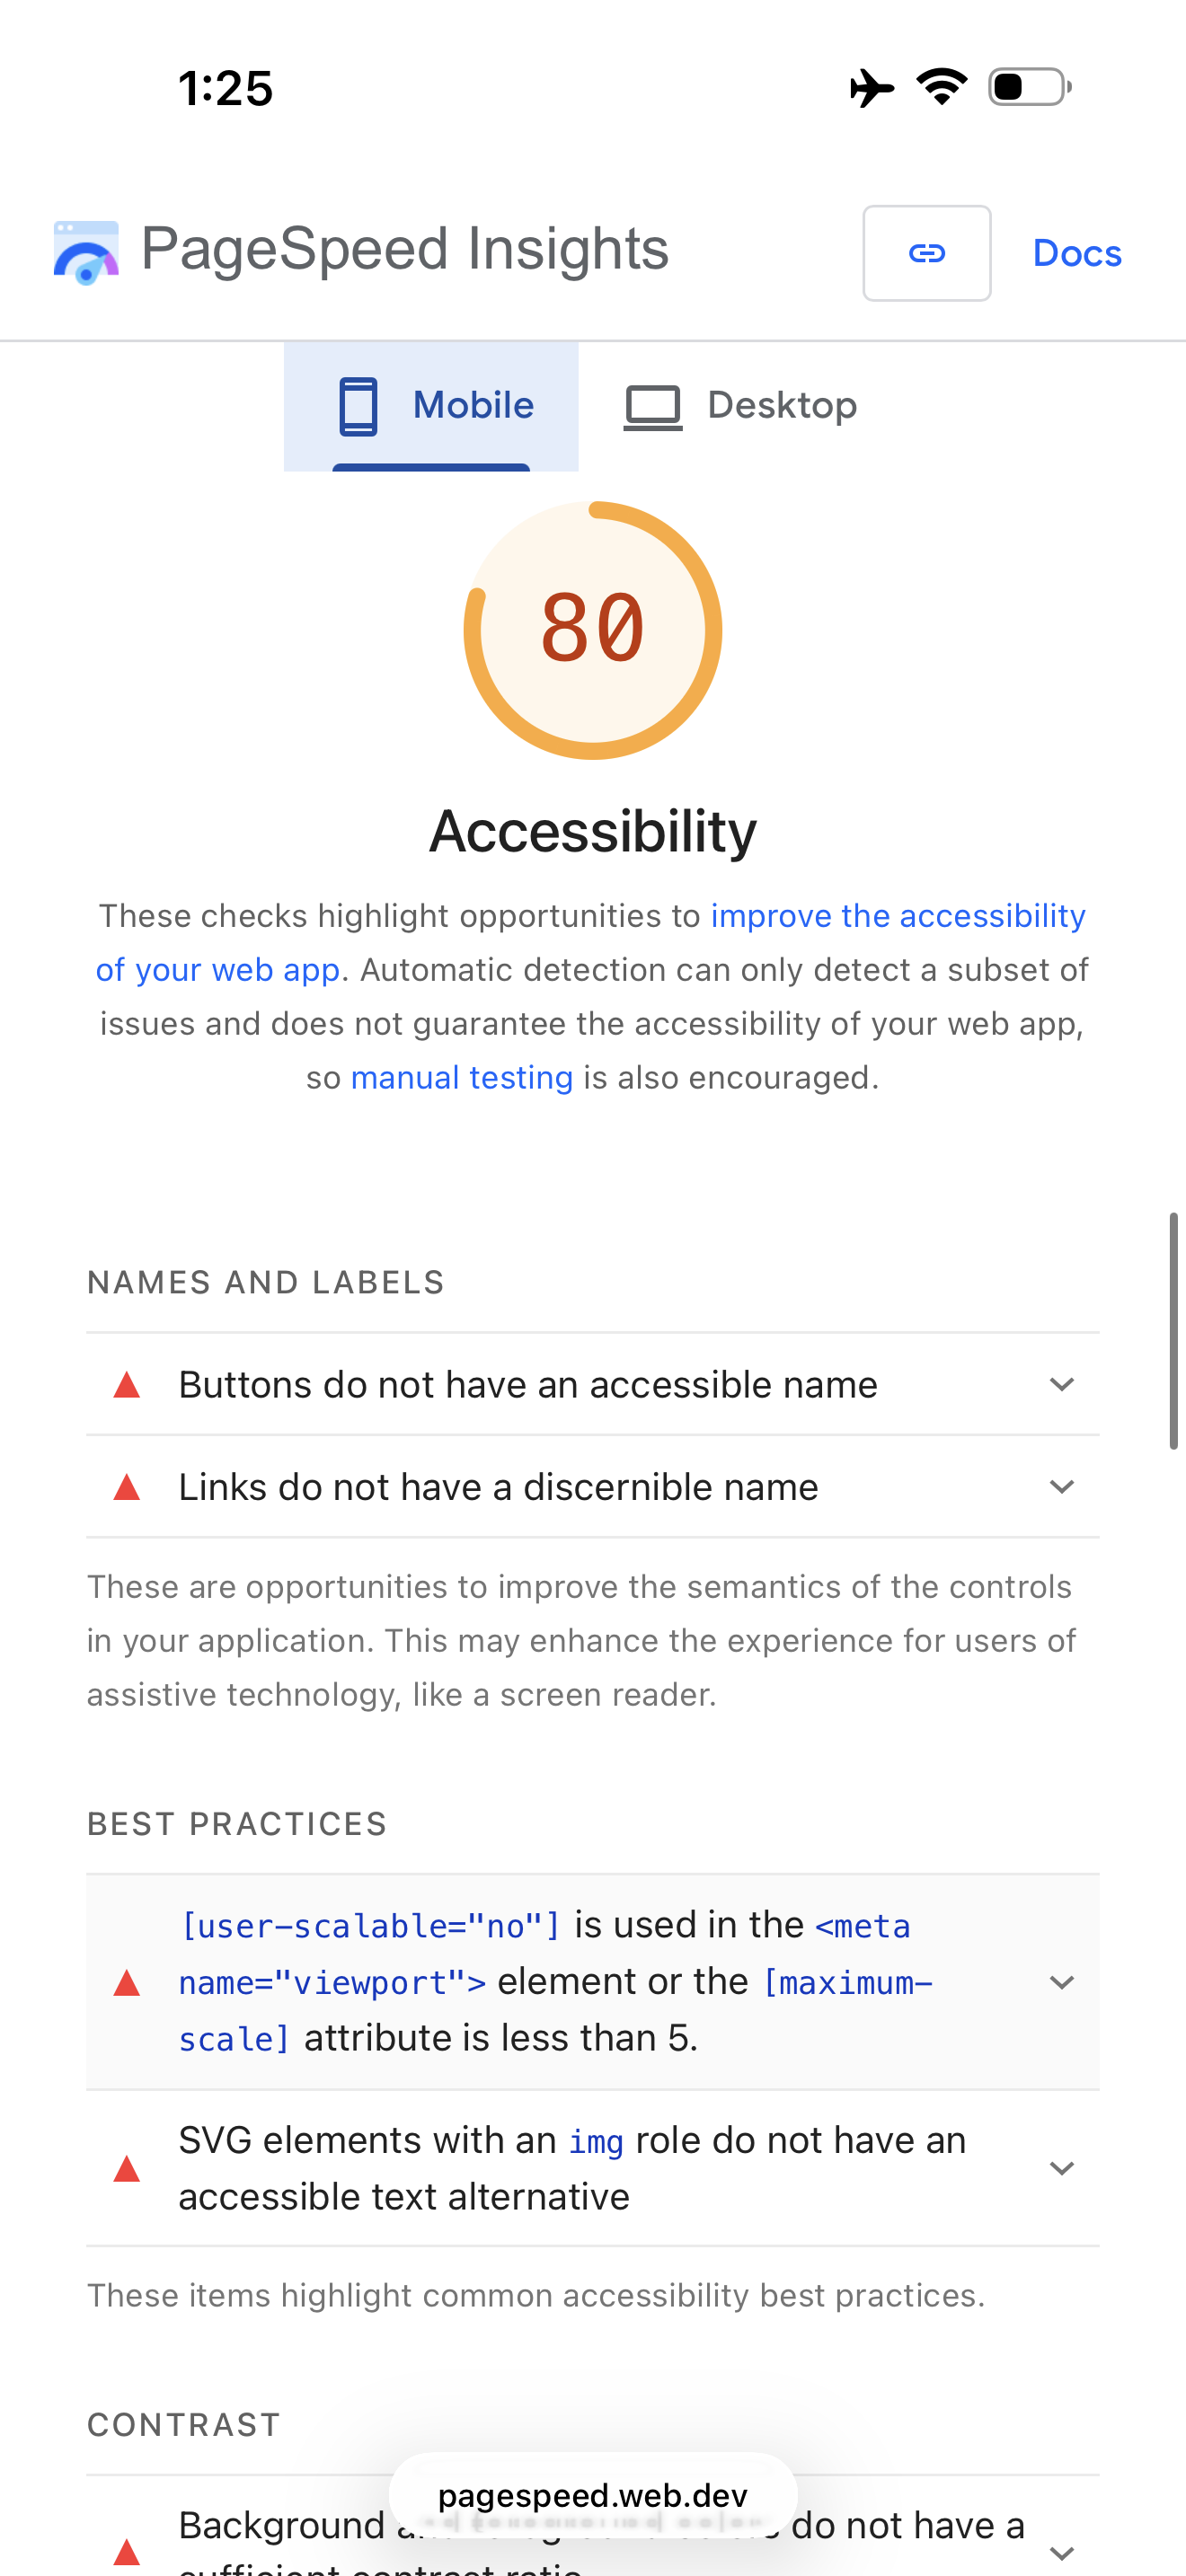 1:25
PageSpeed Insights
Docs
Mobile
Desktop
80
Accessibility
These checks highlight opportunities to improve the accessibility
of your web app. Automatic detection can only detect a subset of
issues and does not guarantee the accessibility of your web app,
so manual testing is also encouraged.
NAMES AND LABELS
Buttons do not have an accessible name
Links do not have a discernible name
These are opportunities to improve the semantics of the controls
in your application. This may enhance the experience for users of
assistive technology, like a screen reader.
BEST PRACTICES
[user-scalable="no"] is used in the <meta
name="viewport"> element or the [maximum-
scale] attribute is less than 5.
SVG elements with an img role do not have an
accessible text alternative
These items highlight common accessibility best practices.
CONTRAST
pagespeed.web.dev
Background do not have a